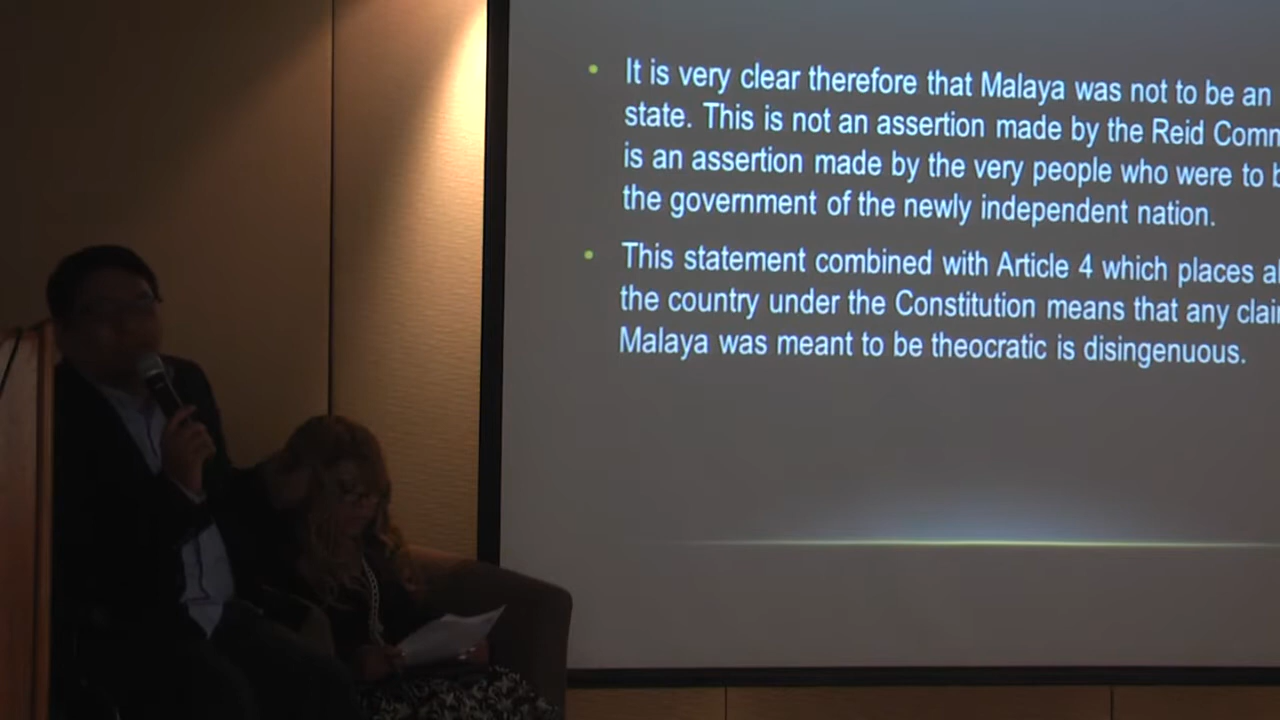 It is very clear therefore that Malaya was not to be an
state. This is not an assertion made by the Reid Comm
is an assertion made by the very people who were to b
the government of the newly independent nation.
This statement combined with Article 4 which places al
the country under the Constitution means that any clai
Malaya was meant to be theocratic is disingenuous.